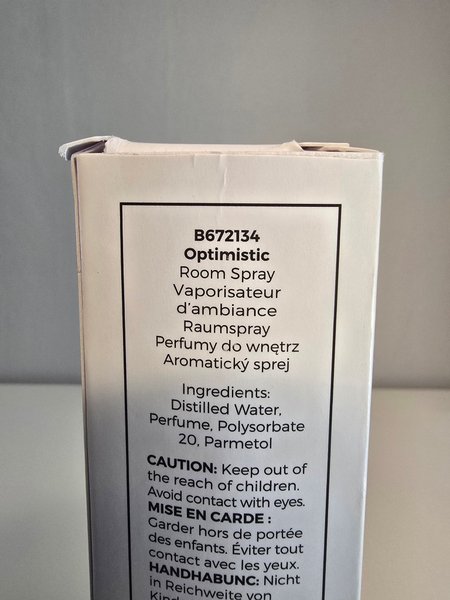 B672134
Optimistic
Room Spray
Vaporisateur
d'ambiance
Raumspray
Perfumy do wnętrz
Aromatický sprej
Ingredients:
Distilled Water,
Perfume, Polysorbate
20, Parmetol
CAUTION: Keep out of
the reach of children.
Avoid contact with eyes.
MISE EN CARDE :
Garder hors de portée
des enfants. Éviter tout
contact avec les yeux.
HANDHABUNC: Nicht
in Reichweite von